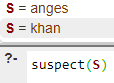 S = anges
S = khan
?- suspect(S)